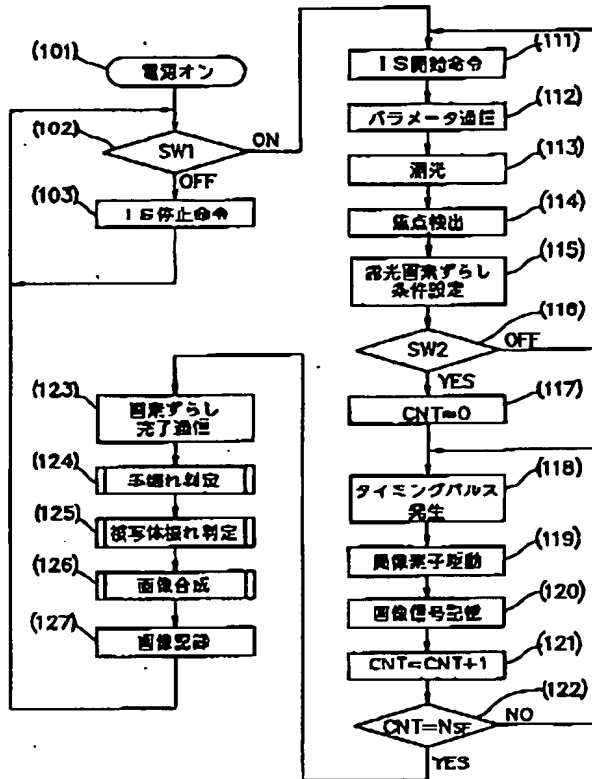 (101)
電源オン
(102)
SW1
ON
OFF
(103)
IS停止命令
(111)
IS開始命令
(112)
パラメータ通信
(113)
測光
(114)
焦点検出
(115)
露光画素ずらし
条件設定
(116)
SW2
OFF
YES
(117)
CNT=0
(118)
タイミングパルス
発生
(119)
撮像素子駆動
(120)
画像信号記憶
(121)
CNT=CNT+1
(122)
CNT=NSF
NO
YES
(123)
画素ずらし
完了通信
(124)
手振れ判定
(125)
被写体振れ判定
(126)
画像合成
(127)
画像記録